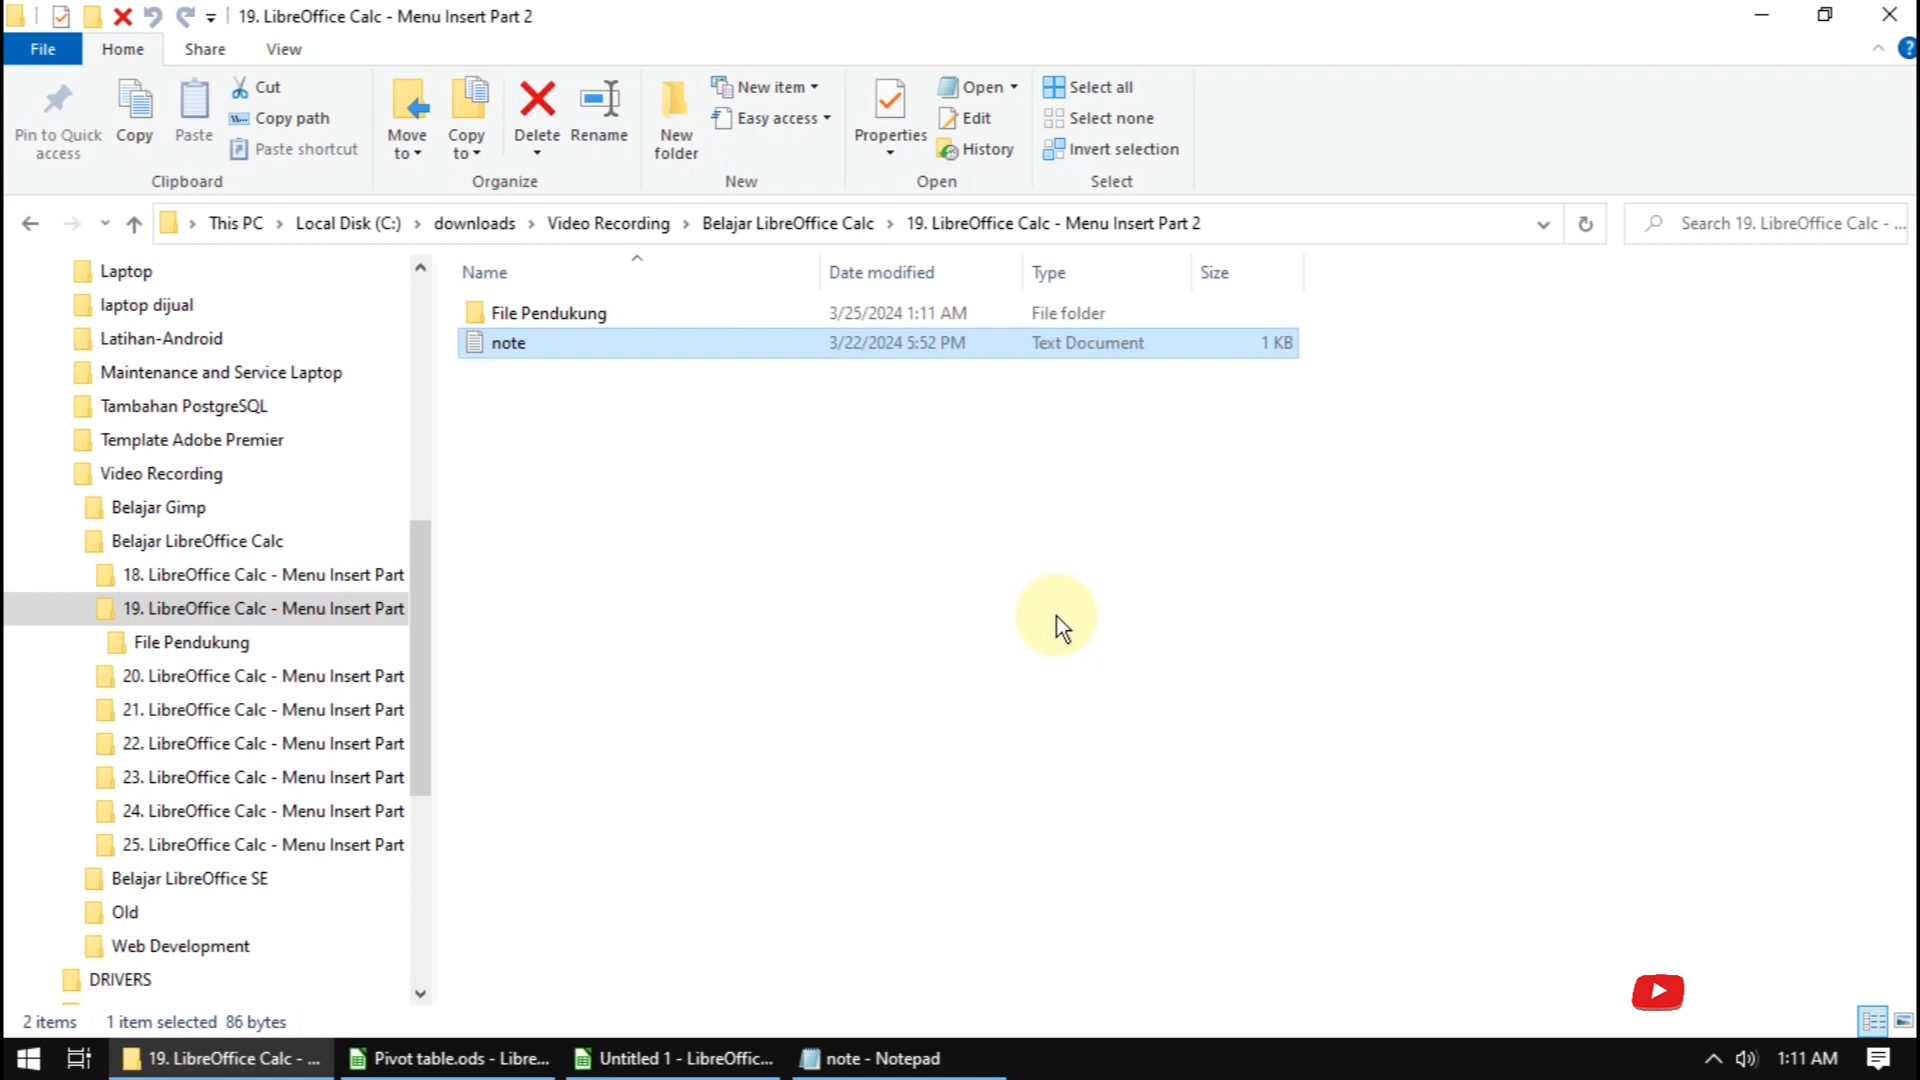 19. LibreOffice Calc - Menu Insert Part 2
File Home Share View
?
Pin to Quick access
Copy
Paste
Cut
Copy path
Paste shortcut
Clipboard
Move to
Copy to
Delete
Rename
Organize
New folder
New item
Easy access
New
Properties
Open
Edit
History
Open
Select all
Select none
Invert selection
Select
This PC > Local Disk (C:) > downloads > Video Recording > Belajar LibreOffice Calc > 19. LibreOffice Calc - Menu Insert Part 2
Search 19. LibreOffice Calc - ...
Laptop
laptop dijual
Latihan-Android
Maintenance and Service Laptop
Tambahan PostgreSQL
Template Adobe Premier
Video Recording
Belajar Gimp
Belajar LibreOffice Calc
18. LibreOffice Calc - Menu Insert Part
19. LibreOffice Calc - Menu Insert Part
File Pendukung
20. LibreOffice Calc - Menu Insert Part
21. LibreOffice Calc - Menu Insert Part
22. LibreOffice Calc - Menu Insert Part
23. LibreOffice Calc - Menu Insert Part
24. LibreOffice Calc - Menu Insert Part
25. LibreOffice Calc - Menu Insert Part
Belajar LibreOffice SE
Old
Web Development
DRIVERS
Name Date modified Type Size
File Pendukung 3/25/2024 1:11 AM File folder
note 3/22/2024 5:52 PM Text Document 1 KB
2 items 1 item selected 86 bytes
19. LibreOffice Calc - ... Pivot table.ods - Libre... Untitled 1 - LibreOffic... note - Notepad 1:11 AM